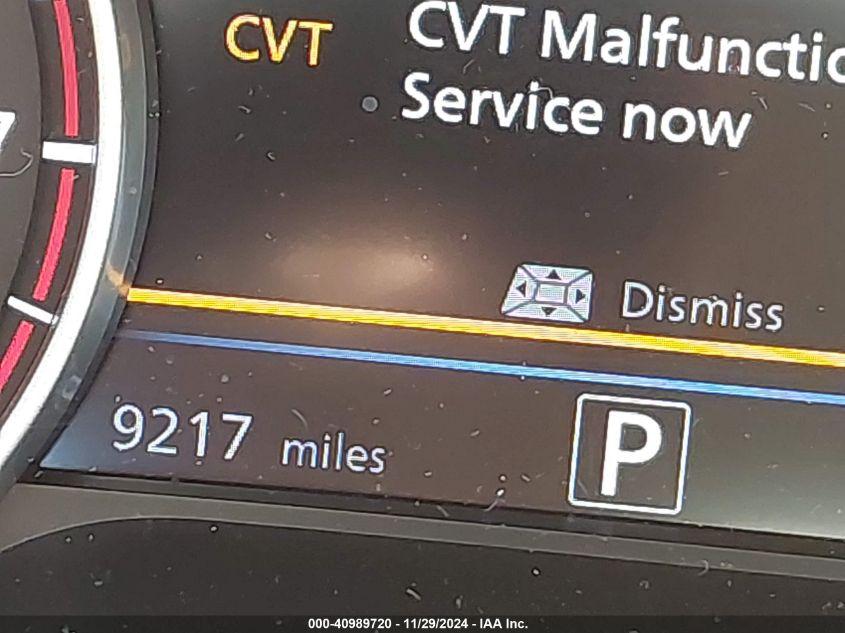 CVT
CVT Malfunctio
Service now
Dismiss
9217 miles
P
000-40989720 - 11/29/2024 - IAA Inc.